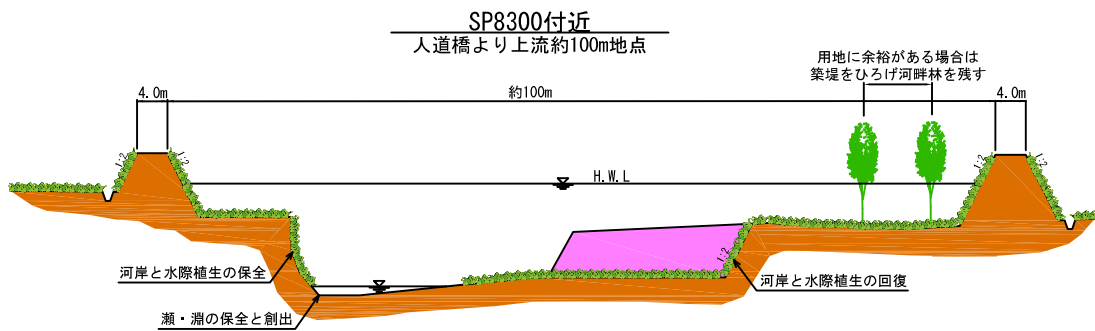 SP8300付近
人道橋より上流約100m地点
用地に余裕がある場合は
築堤をひろげ河畔林を残す
4.0m
約100m
4.0m
1:2
1:2
1:2
1:2
H.W.L
河岸と水際植生の保全
1:2
河岸と水際植生の回復
瀬・淵の保全と創出